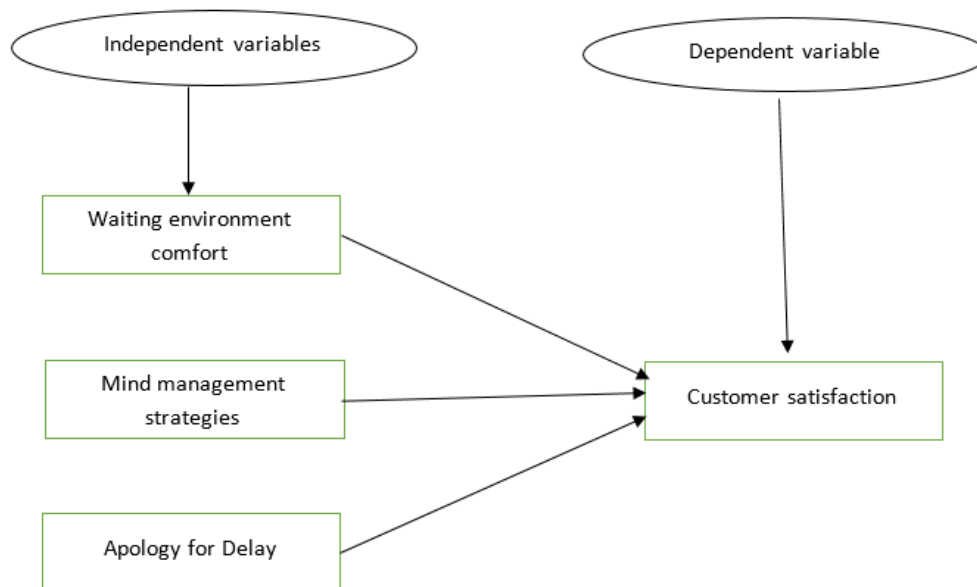 Independent variables
Dependent variable
Waiting environment
comfort
Mind management
strategies
Customer satisfaction
Apology for Delay